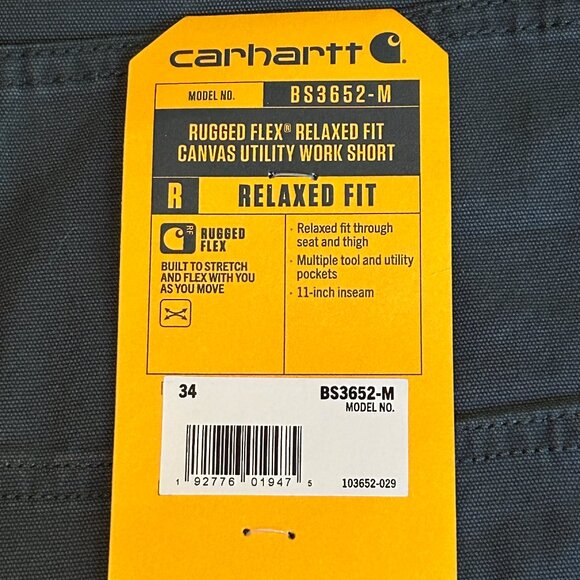 carhartt
MODEL NO. BS3652-M
RUGGED FLEX® RELAXED FIT
CANVAS UTILITY WORK SHORT
R RELAXED FIT
RF RUGGED
FLEX
BUILT TO STRETCH
AND FLEX WITH YOU
AS YOU MOVE
· Relaxed fit through
seat and thigh
· Multiple tool and utility
pockets
· 11-inch inseam
34 BS3652-M
MODEL NO.
1 92776 01947 5
103652-029